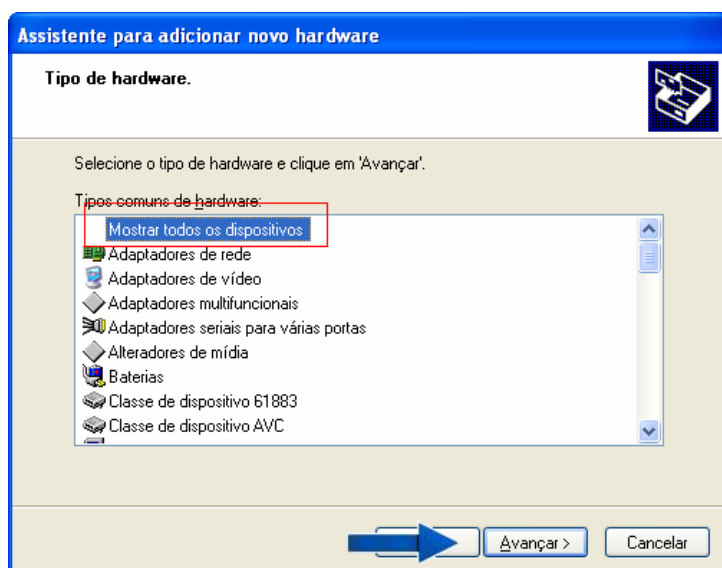 Assistente para adicionar novo hardware
Tipo de hardware.
Selecione o tipo de hardware e clique em 'Avançar'.
Tipos comuns de hardware:
Mostrar todos os dispositivos
Adaptadores de rede
Adaptadores de vídeo
Adaptadores multifuncionais
Adaptadores seriais para várias portas
Alteradores de mídia
Baterias
Classe de dispositivo 61883
Classe de dispositivo AVC
Avançar >
Cancelar